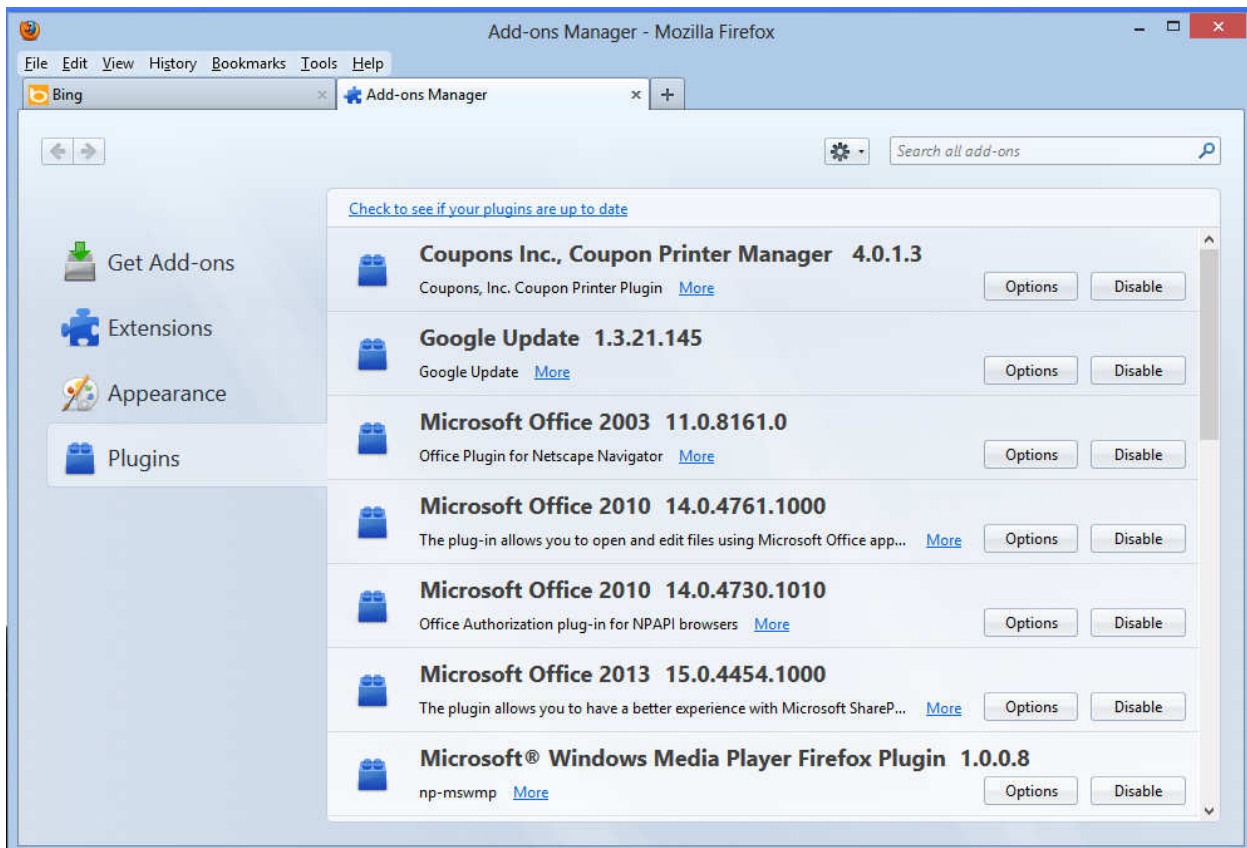 Add-ons Manager - Mozilla Firefox
File Edit View History Bookmarks Tools Help
Bing
Add-ons Manager
Search all add-ons
Check to see if your plugins are up to date
Get Add-ons
Extensions
Appearance
Plugins
Coupons Inc., Coupon Printer Manager 4.0.1.3
Coupons, Inc. Coupon Printer Plugin More
Options Disable
Google Update 1.3.21.145
Google Update More
Options Disable
Microsoft Office 2003 11.0.8161.0
Office Plugin for Netscape Navigator More
Options Disable
Microsoft Office 2010 14.0.4761.1000
The plug-in allows you to open and edit files using Microsoft Office app... More
Options Disable
Microsoft Office 2010 14.0.4730.1010
Office Authorization plug-in for NPAPI browsers More
Options Disable
Microsoft Office 2013 15.0.4454.1000
The plugin allows you to have a better experience with Microsoft ShareP... More
Options Disable
Microsoft® Windows Media Player Firefox Plugin 1.0.0.8
np-mswmp More
Options Disable